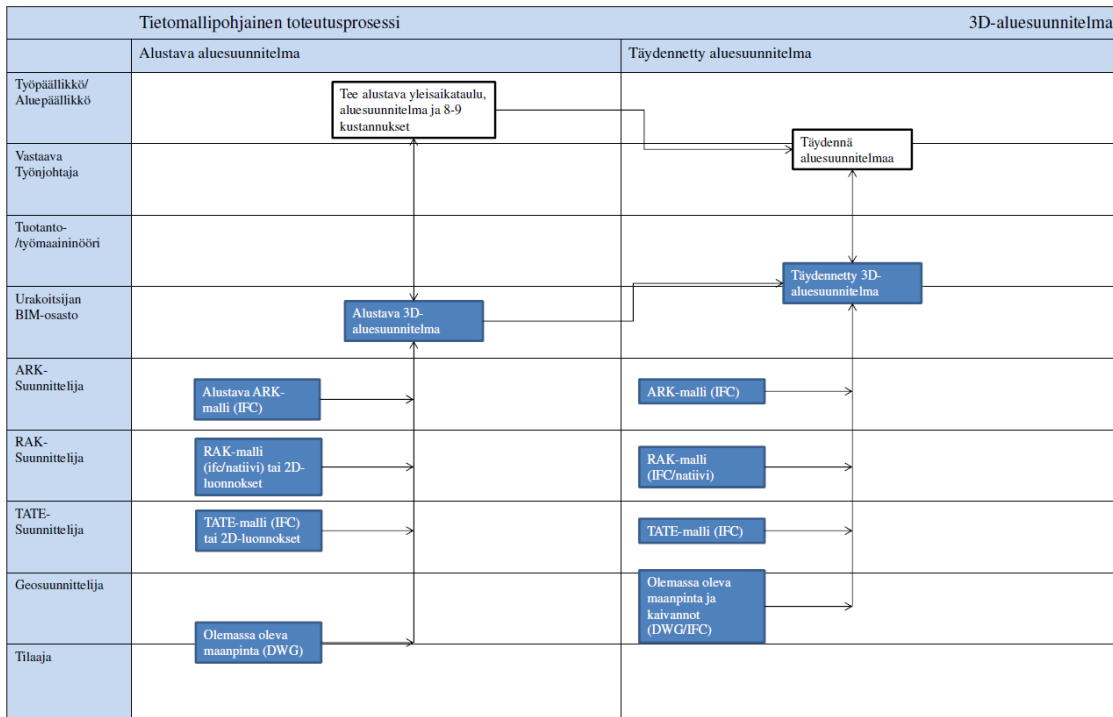 Tietomallipohjainen toteutusprosessi
3D-aluesuunnitelma
Alustava aluesuunnitelma
Täydennetty aluesuunnitelma
Työpäällikkö/
Aluepäällikkö
Tee alustava yleisaikataulu,
aluesuunnitelma ja 8-9
kustannukset
Täydennä
aluesuunnitelmaa
Vastaava
Työnjohtaja
Tuotanto-
/työmaaininööri
Täydennetty 3D-
aluesuunnitelma
Urakoitsijan
BIM-osasto
Alustava 3D-
aluesuunnitelma
ARK-
Suunnittelija
Alustava ARK-
malli (IFC)
ARK-malli (IFC)
RAK-
Suunnittelija
RAK-malli
(ifc/natiivi) tai 2D-
luonnokset
RAK-malli
(IFC/natiivi)
TATE-
Suunnittelija
TATE-malli (IFC)
tai 2D-luonnokset
TATE-malli (IFC)
Geosuunnittelija
Olemassa oleva
maanpinta ja
kaivannot
(DWG/IFC)
Olemassa oleva
maanpinta (DWG)
Tilaaja